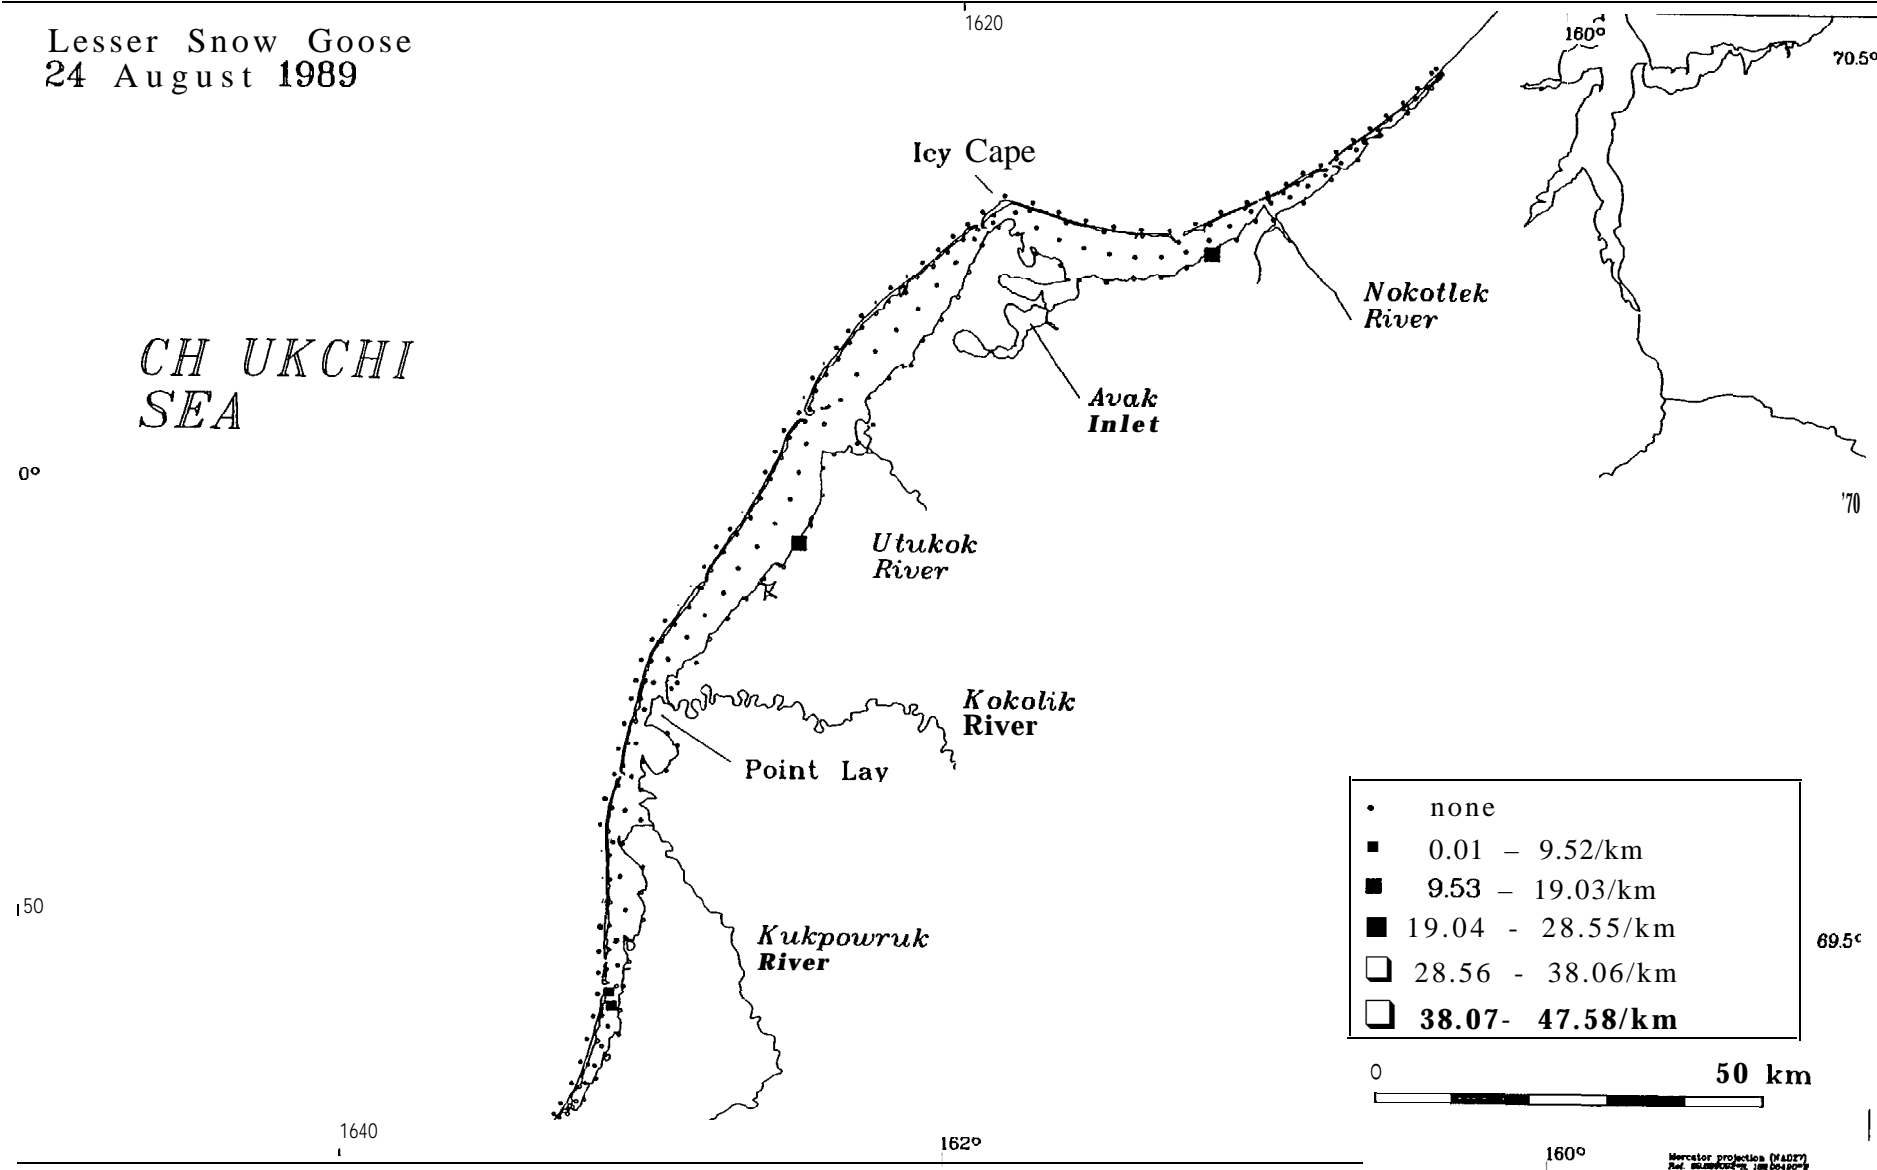 1620
Lesser Snow Goose
24 August 1989
160°
70.5°
Icy Cape
Nokotlek
River
CH UKCHI
SEA
Avak
Inlet
0°
'70
Utukok
River
Kokolik
River
Point Lay
none
0.01 – 9.52/km
9.53 – 19.03/km
19.04 - 28.55/km
28.56 - 38.06/km
38.07- 47.58/km
50
Kukpowruk
River
69.5°
0 50 km
1640
162°
160°
Mercator projection (NAD27)